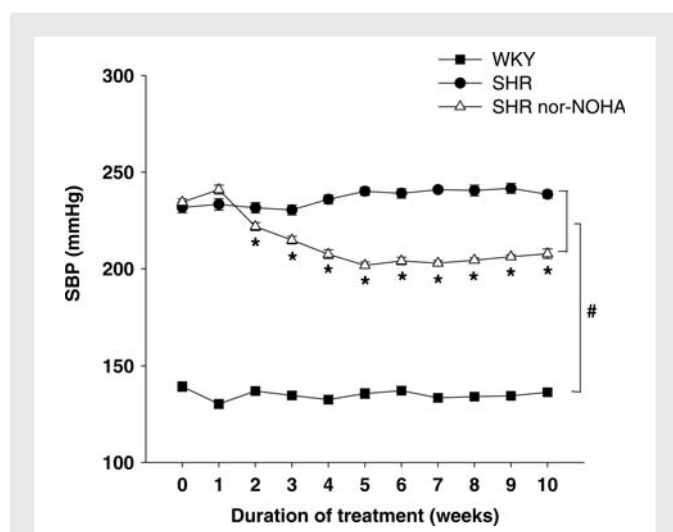 WKY
SHR
SHR nor-NOHA
300
250
200
150
100
SBP (mmHg)
* * * * * * * * *
#
0 1 2 3 4 5 6 7 8 9 10
Duration of treatment (weeks)